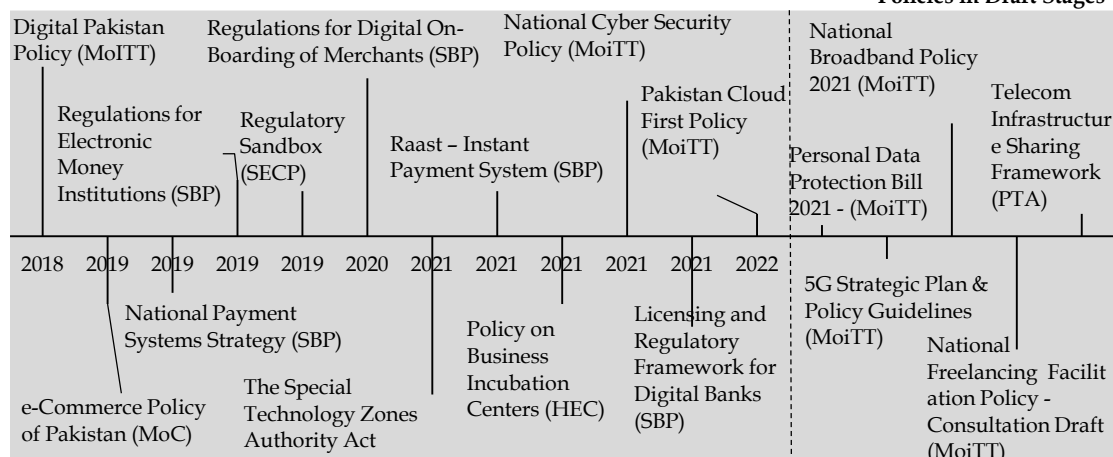 Policies in Draft Stages
Digital Pakistan
Policy (MoITT)
Regulations for Digital On-
Boarding of Merchants (SBP)
National Cyber Security
Policy (MoiTT)
National
Broadband Policy
2021 (MoiTT)
Regulations for
Electronic
Money
Institutions (SBP)
Regulatory
Sandbox
(SECP)
Raast – Instant
Payment System (SBP)
Pakistan Cloud
First Policy
(MoiTT)
Personal Data
Protection Bill
2021 - (MoiTT)
Telecom
Infrastructur
e Sharing
Framework
(PTA)
2018 2019 2019 2019 2019 2020 2021 2021 2021 2021 2021 2022
e-Commerce Policy
of Pakistan (MoC)
National Payment
Systems Strategy (SBP)
The Special
Technology Zones
Authority Act
Policy on
Business
Incubation
Centers (HEC)
Licensing and
Regulatory
Framework for
Digital Banks
(SBP)
5G Strategic Plan &
Policy Guidelines
(MoiTT)
National
Freelancing Facilit
ation Policy -
Consultation Draft
(MoiTT)